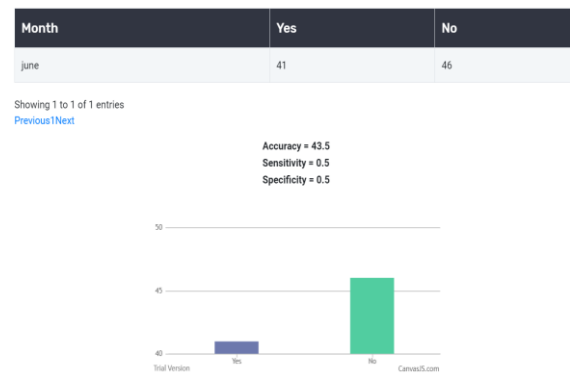 Month Yes No
june 41 46
Showing 1 to 1 of 1 entries
Previous1Next
Accuracy = 43.5
Sensitivity = 0.5
Specificity = 0.5
50
45
40
Yes No
Trial Version CanvasJS.com